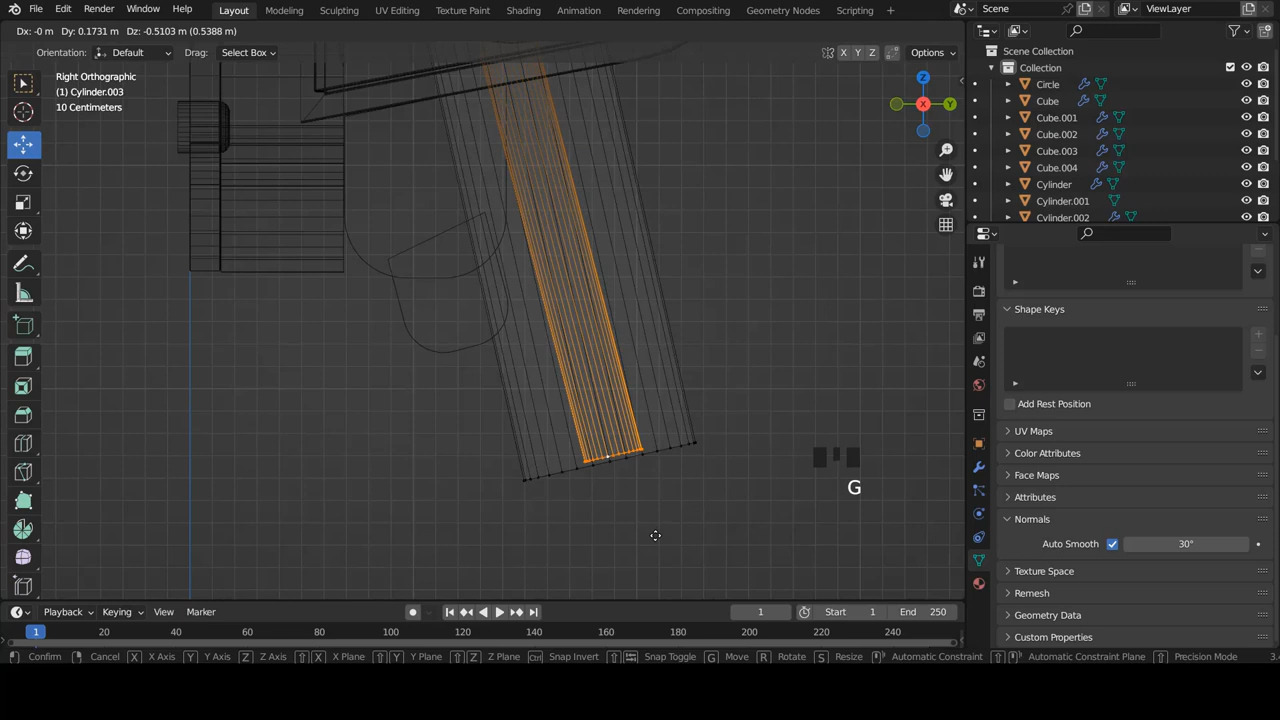 File Edit Render Window Help Layout Modeling Sculpting UV Editing Texture Paint Shading Animation Rendering Compositing Geometry Nodes Scripting Scene ViewLayer
Dx: -0 m Dy: 0.1731 m Dz: -0.5103 m (0.5388 m)
Orientation: Default Drag: Select Box X Y Z Options
Scene Collection
Collection
Circle
Cube
Cube.001
Cube.002
Cube.003
Cube.004
Cylinder
Cylinder.001
Cylinder.002
Right Orthographic
(1) Cylinder.003
10 Centimeters
Z
X
Y
G
Shape Keys
Add Rest Position
UV Maps
Color Attributes
Face Maps
Attributes
Normals
Auto Smooth 30°
Texture Space
Remesh
Geometry Data
Custom Properties
Playback Keying View Marker 1 Start 1 End 250
1 20 40 60 80 100 120 140 160 180 200 220 240
Confirm Cancel X X Axis Y Y Axis Z Z Axis X X Plane Y Y Plane Z Z Plane Ctrl Snap Invert Snap Toggle G Move R Rotate S Resize Automatic Constraint Automatic Constraint Plane Precision Mode